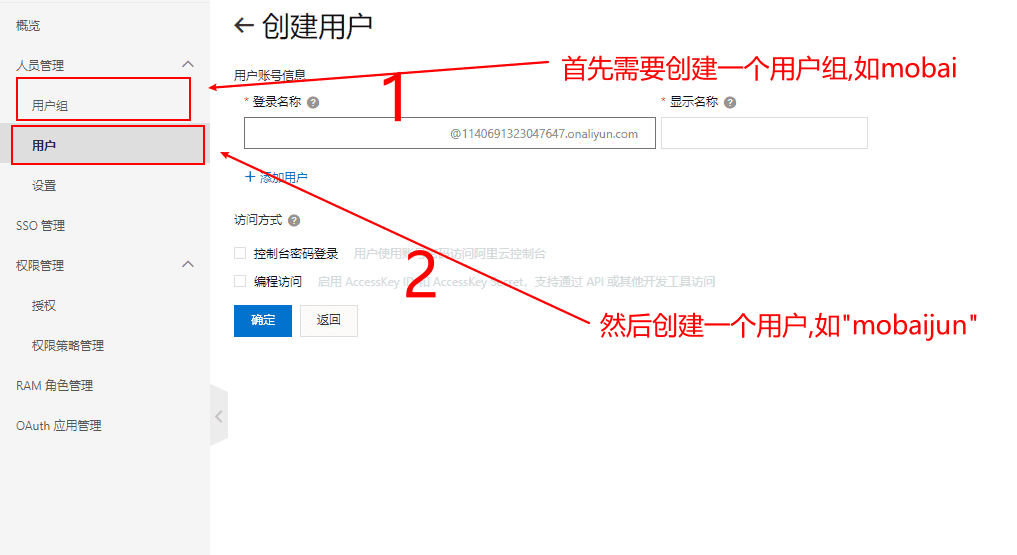 概览
人员管理
用户组
用户
设置
SSO 管理
权限管理
授权
权限策略管理
RAM 角色管理
OAuth 应用管理
创建用户
首先需要创建一个用户组,如mobai
用户账号信息
1
* 登录名称 ?
* 显示名称 ?
@1140691323047647.onaliyun.com
+ 添加用户
访问方式 ?
控制台密码登录 用户使用账号密码访问阿里云控制台
2
编程访问 启用 AccessKey ID 和 AccessKey Secret，支持通过 API 或其他开发工具访问
确定 返回
然后创建一个用户,如"mobaijun"